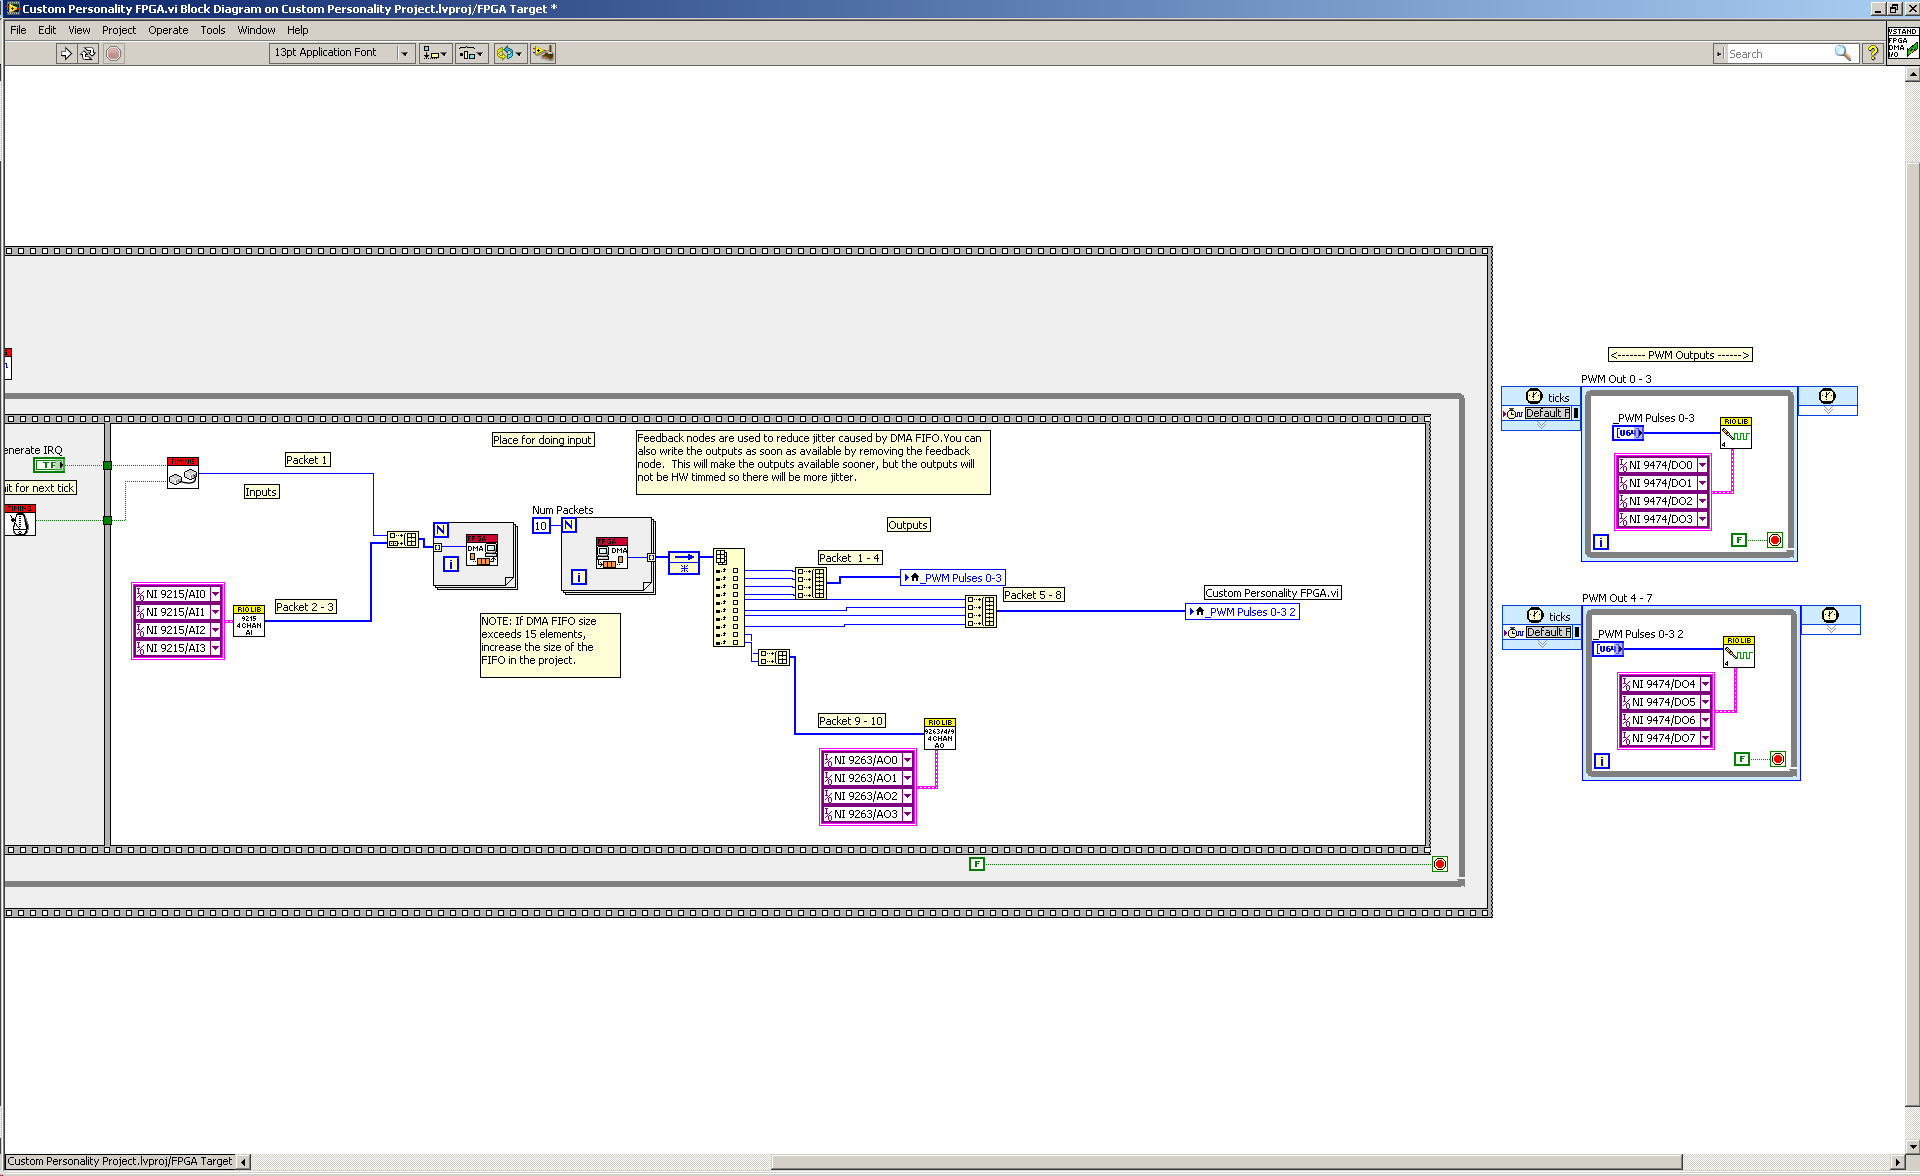 Custom Personality FPGA.vi Block Diagram on Custom Personality Project.lvproj/FPGA Target *
File Edit View Project Operate Tools Window Help
13pt Application Font
Search
?
VSTAND
FPGA
DMA
I/O
<------- PWM Outputs ------>
PWM Out 0 - 3
ticks
Default
_PWM Pulses 0-3
[U64]
RIO LIB
4
NI 9474/DO0
NI 9474/DO1
NI 9474/DO2
NI 9474/DO3
i
F
PWM Out 4 - 7
ticks
Default
_PWM Pulses 0-3 2
[U64]
RIO LIB
4
NI 9474/DO4
NI 9474/DO5
NI 9474/DO6
NI 9474/DO7
i
F
enerate IRQ
TF
ait for next tick
TIMING
TIMING
Packet 1
Inputs
Place for doing input
Feedback nodes are used to reduce jitter caused by DMA FIFO.You can
also write the outputs as soon as available by removing the feedback
node. This will make the outputs available sooner, but the outputs will
not be HW timmed so there will be more jitter.
Num Packets
10
N
N
FPGA
DMA
i
FPGA
DMA
i
Outputs
Packet 1 - 4
_PWM Pulses 0-3
Packet 5 - 8
Custom Personality FPGA.vi
_PWM Pulses 0-3 2
NI 9215/AI0
NI 9215/AI1
NI 9215/AI2
NI 9215/AI3
RIO LIB
9215
4 CHAN
AI
Packet 2 - 3
NOTE: If DMA FIFO size
exceeds 15 elements,
increase the size of the
FIFO in the project.
Packet 9 - 10
RIO LIB
9263/4/9
4 CHAN
AO
NI 9263/AO0
NI 9263/AO1
NI 9263/AO2
NI 9263/AO3
F
Custom Personality Project.lvproj/FPGA Target